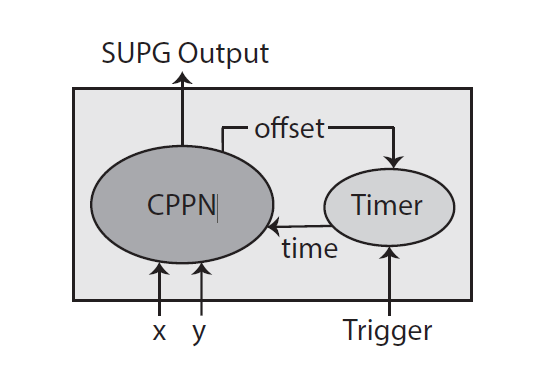 SUPG Output
offset
CPPN
Timer
time
x y Trigger